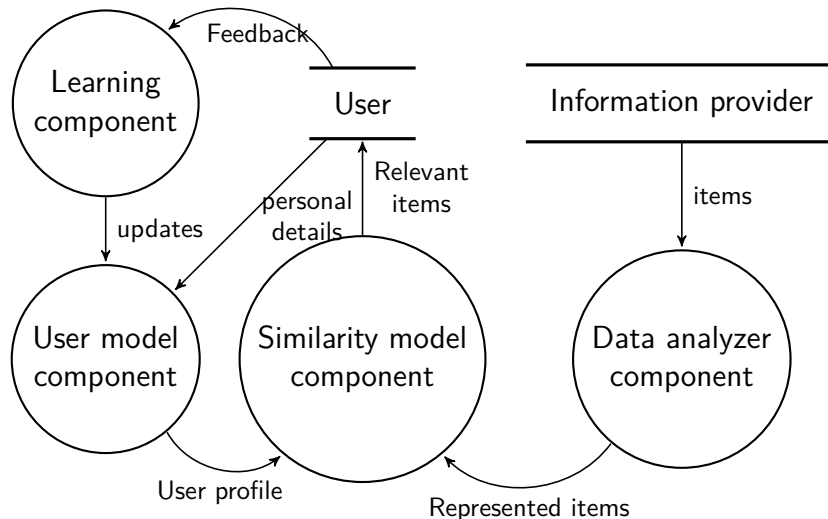 Feedback
Learning
component
User
Information provider
Relevant
items
personal
details
items
updates
User model
component
Similarity model
component
Data analyzer
component
User profile
Represented items